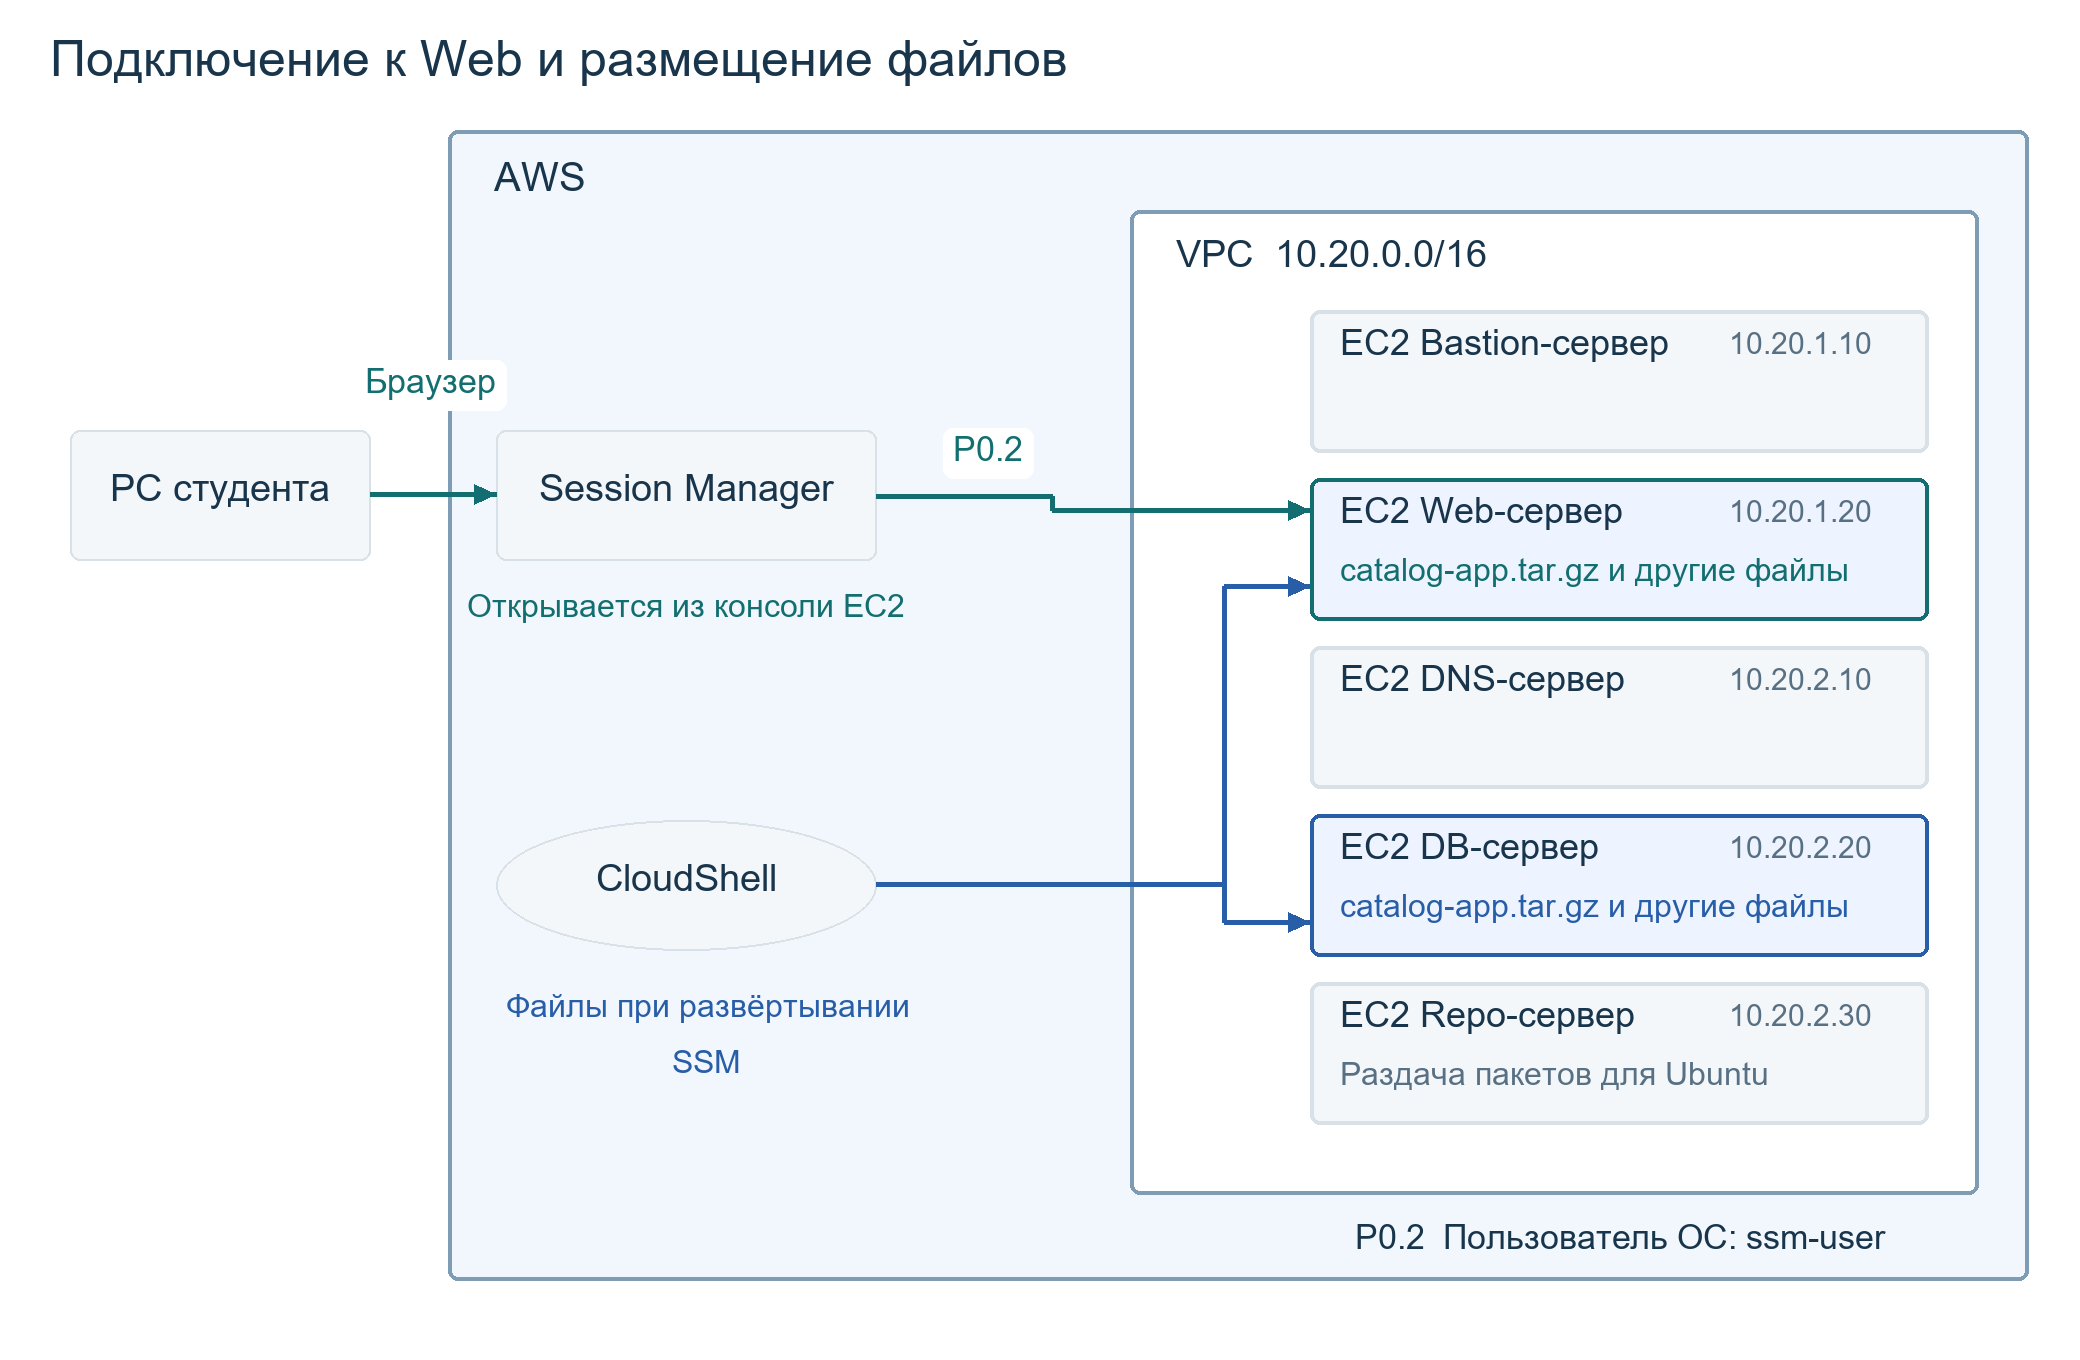 Подключение к Web и размещение файлов
AWS
VPC 10.20.0.0/16
EC2 Bastion-сервер 10.20.1.10
Браузер
PC студента
Session Manager
P0.2
Открывается из консоли EC2
EC2 Web-сервер 10.20.1.20
catalog-app.tar.gz и другие файлы
EC2 DNS-сервер 10.20.2.10
CloudShell
Файлы при развёртывании
SSM
EC2 DB-сервер 10.20.2.20
catalog-app.tar.gz и другие файлы
EC2 Repo-сервер 10.20.2.30
Раздача пакетов для Ubuntu
P0.2 Пользователь ОС: ssm-user